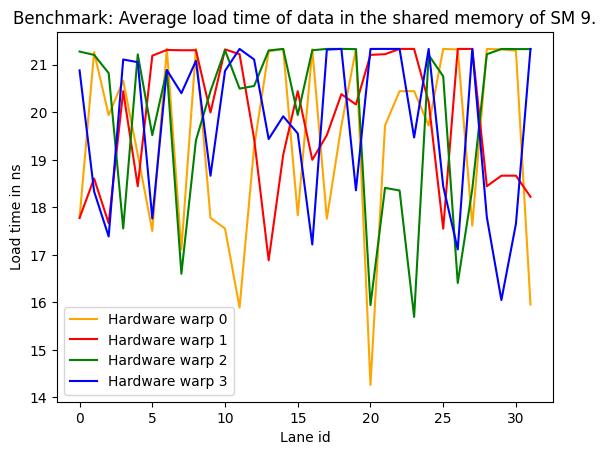 Benchmark: Average load time of data in the shared memory of SM 9.
21
20
19
18
17
16
15
14
Load time in ns
Hardware warp 0
Hardware warp 1
Hardware warp 2
Hardware warp 3
0 5 10 15 20 25 30
Lane id